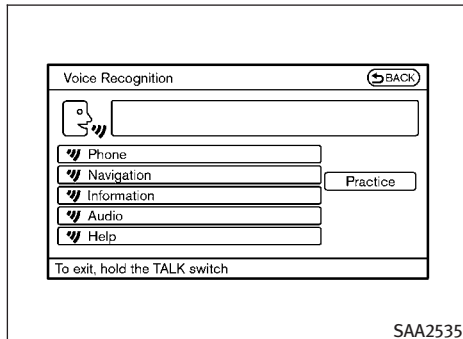 Voice Recognition
BACK
Phone
Navigation
Practice
Information
Audio
Help
To exit, hold the TALK switch
SAA2535